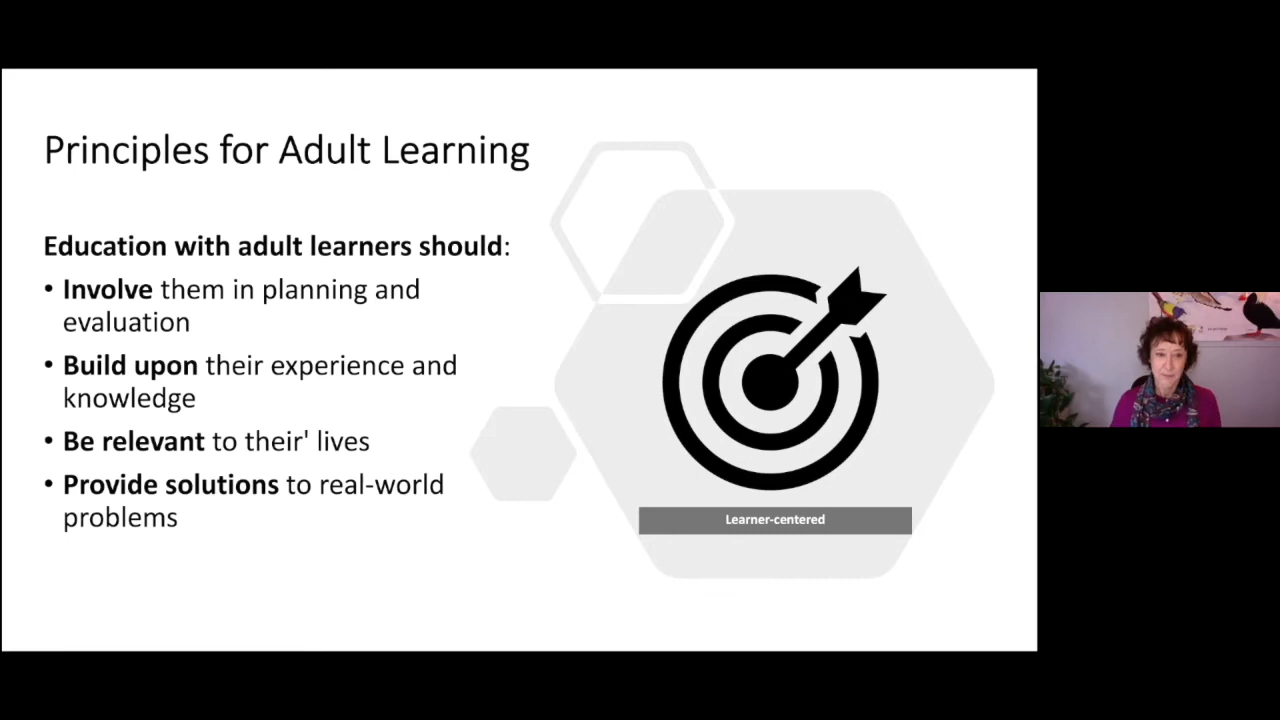 Principles for Adult Learning
Education with adult learners should:
• Involve them in planning and
evaluation
• Build upon their experience and
knowledge
• Be relevant to their' lives
• Provide solutions to real-world
problems
Learner-centered